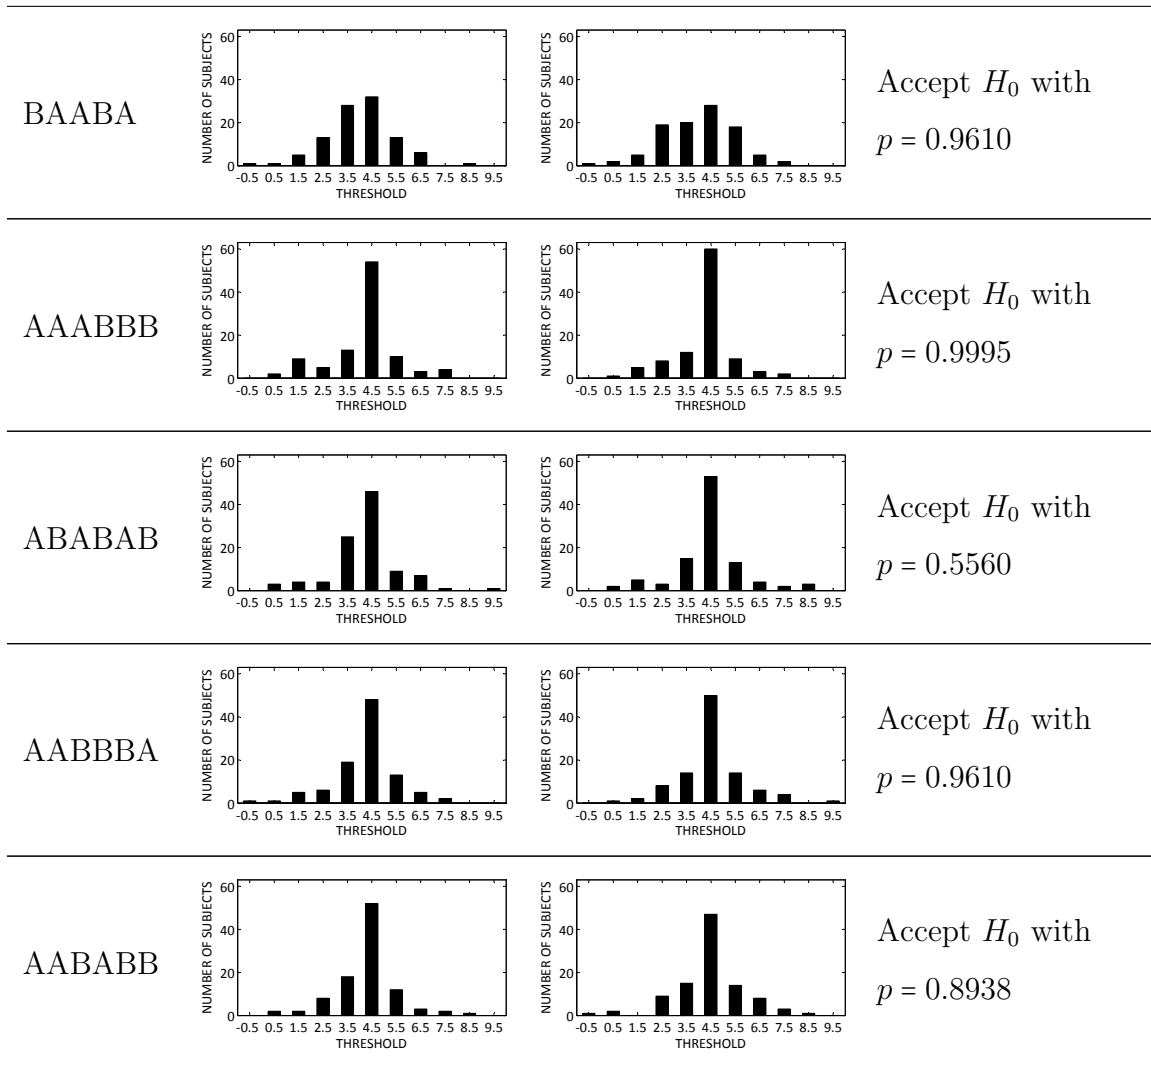 BAABA
NUMBER OF SUBJECTS
60
40
20
0
-0.5 0.5 1.5 2.5 3.5 4.5 5.5 6.5 7.5 8.5 9.5
THRESHOLD
NUMBER OF SUBJECTS
60
40
20
0
-0.5 0.5 1.5 2.5 3.5 4.5 5.5 6.5 7.5 8.5 9.5
THRESHOLD
Accept H₀ with
p = 0.9610
AAABBB
NUMBER OF SUBJECTS
60
40
20
0
-0.5 0.5 1.5 2.5 3.5 4.5 5.5 6.5 7.5 8.5 9.5
THRESHOLD
NUMBER OF SUBJECTS
60
40
20
0
-0.5 0.5 1.5 2.5 3.5 4.5 5.5 6.5 7.5 8.5 9.5
THRESHOLD
Accept H₀ with
p = 0.9995
ABABAB
NUMBER OF SUBJECTS
60
40
20
0
-0.5 0.5 1.5 2.5 3.5 4.5 5.5 6.5 7.5 8.5 9.5
THRESHOLD
NUMBER OF SUBJECTS
60
40
20
0
-0.5 0.5 1.5 2.5 3.5 4.5 5.5 6.5 7.5 8.5 9.5
THRESHOLD
Accept H₀ with
p = 0.5560
AABBBA
NUMBER OF SUBJECTS
60
40
20
0
-0.5 0.5 1.5 2.5 3.5 4.5 5.5 6.5 7.5 8.5 9.5
THRESHOLD
NUMBER OF SUBJECTS
60
40
20
0
-0.5 0.5 1.5 2.5 3.5 4.5 5.5 6.5 7.5 8.5 9.5
THRESHOLD
Accept H₀ with
p = 0.9610
AABABB
NUMBER OF SUBJECTS
60
40
20
0
-0.5 0.5 1.5 2.5 3.5 4.5 5.5 6.5 7.5 8.5 9.5
THRESHOLD
NUMBER OF SUBJECTS
60
40
20
0
-0.5 0.5 1.5 2.5 3.5 4.5 5.5 6.5 7.5 8.5 9.5
THRESHOLD
Accept H₀ with
p = 0.8938